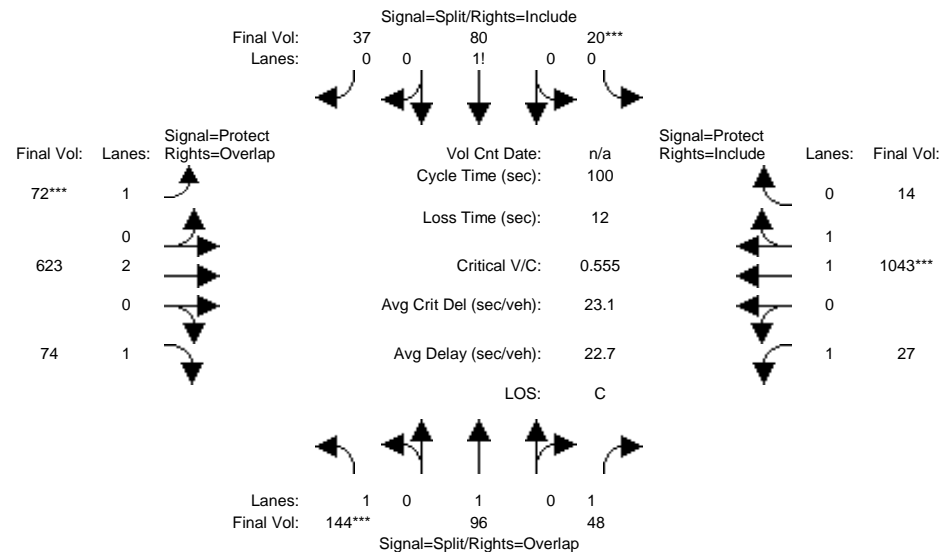 Signal=Split/Rights=Include
Final Vol: 37 80 20***
Lanes: 0 0 1! 0 0
Signal=Protect Signal=Protect
Final Vol: Lanes: Rights=Overlap Vol Cnt Date: n/a Rights=Include Lanes: Final Vol:
Cycle Time (sec): 100
72*** 1 0 14
Loss Time (sec): 12
0 1
623 2 Critical V/C: 0.555 1 1043***
0 Avg Crit Del (sec/veh): 23.1 0
74 1 Avg Delay (sec/veh): 22.7 1 27
LOS: C
Lanes: 1 0 1 0 1
Final Vol: 144*** 96 48
Signal=Split/Rights=Overlap